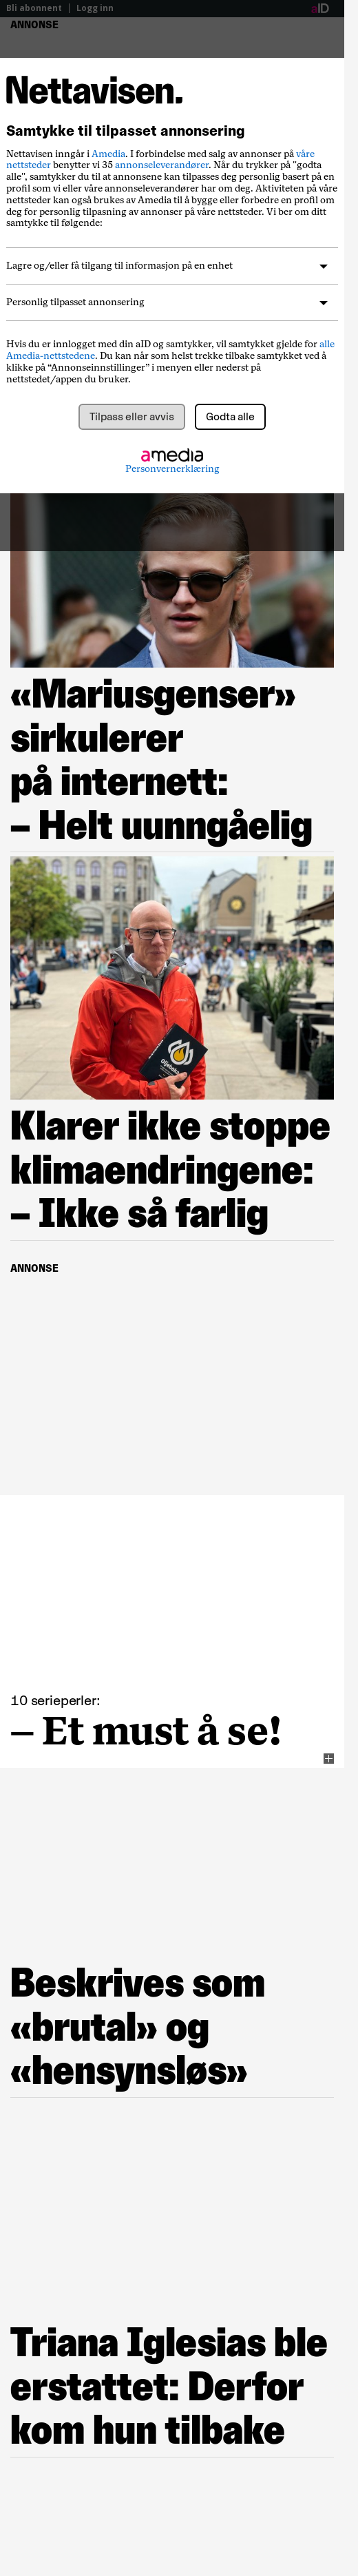 Bli abonnent | Logg inn
aID
ANNONSE
Nettavisen.
Samtykke til tilpasset annonsering
Nettavisen inngår i Amedia. I forbindelse med salg av annonser på våre
nettsteder benytter vi 35 annonseleverandører. Når du trykker på "godta
alle", samtykker du til at annonsene kan tilpasses deg personlig basert på en
profil som vi eller våre annonseleverandører har om deg. Aktiviteten på våre
nettsteder kan også brukes av Amedia til å bygge eller forbedre en profil om
deg for personlig tilpasning av annonser på våre nettsteder. Vi ber om ditt
samtykke til følgende:
Lagre og/eller få tilgang til informasjon på en enhet
Personlig tilpasset annonsering
Hvis du er innlogget med din aID og samtykker, vil samtykket gjelde for alle
Amedia-nettstedene. Du kan når som helst trekke tilbake samtykket ved å
klikke på “Annonseinnstillinger” i menyen eller nederst på
nettstedet/appen du bruker.
Tilpass eller avvis
Godta alle
amedia
Personvernerklæring
«Mariusgenser»
sirkulerer
på internett:
– Helt uunngåelig
Klarer ikke stoppe
klimaendringene:
– Ikke så farlig
ANNONSE
10 serieperler:
– Et must å se!
Beskrives som
«brutal» og
«hensynsløs»
Triana Iglesias ble
erstattet: Derfor
kom hun tilbake